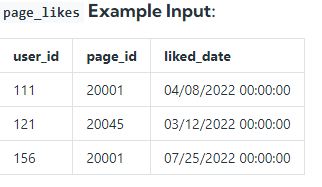 page_likes Example Input:
user_id page_id liked_date
111 20001 04/08/2022 00:00:00
121 20045 03/12/2022 00:00:00
156 20001 07/25/2022 00:00:00